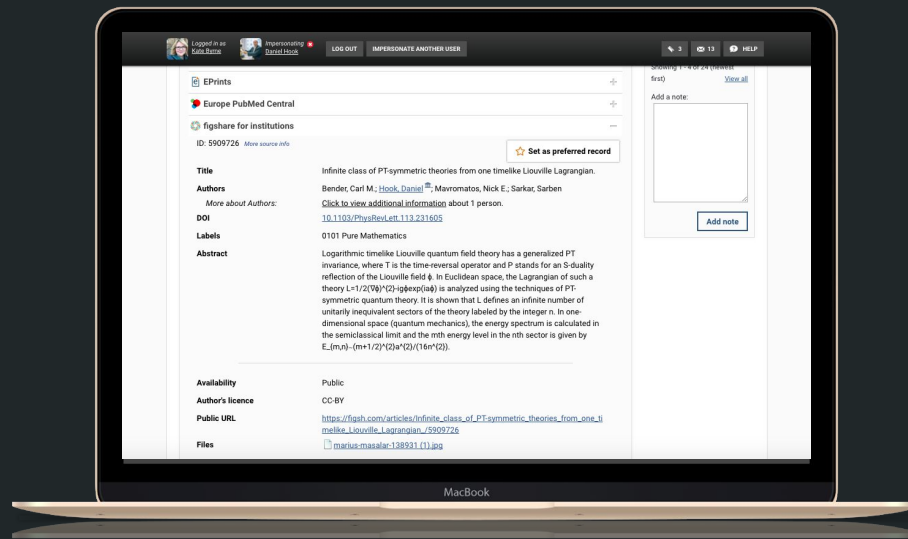 Logged in as
Kate Byrne
Impersonating
Daniel Hook
LOG OUT
IMPERSONATE ANOTHER USER
3
13
HELP
EPrints
Europe PubMed Central
figshare for institutions
ID: 5909726 More source info
Set as preferred record
Title
Infinite class of PT-symmetric theories from one timelike Liouville Lagrangian.
Authors
Bender, Carl M.; Hook, Daniel; Mavromatos, Nick E.; Sarkar, Sarben
More about Authors:
Click to view additional information about 1 person.
DOI
10.1103/PhysRevLett.113.231605
Labels
0101 Pure Mathematics
Abstract
Logarithmic timelike Liouville quantum field theory has a generalized PT
invariance, where T is the time-reversal operator and P stands for an S-duality
reflection of the Liouville field ϕ. In Euclidean space, the Lagrangian of such a
theory L=1/2(∇ϕ)^{2}-igϕexp(iaϕ) is analyzed using the techniques of PT-
symmetric quantum theory. It is shown that L defines an infinite number of
unitarily inequivalent sectors of the theory labeled by the integer n. In one-
dimensional space (quantum mechanics), the energy spectrum is calculated in
the semiclassical limit and the mth energy level in the nth sector is given by
E_{m,n}∼(m+1/2)^{2}a^{2}/(16n^{2}).
Availability
Public
Author's licence
CC-BY
Public URL
https://figsh.com/articles/Infinite_class_of_PT-symmetric_theories_from_one_ti
melike_Liouville_Lagrangian_/5909726
Files
marius-masalar-138931 (1).jpg
Showing 1 - 4 of 24 (newest
first)
View all
Add a note:
Add note
MacBook